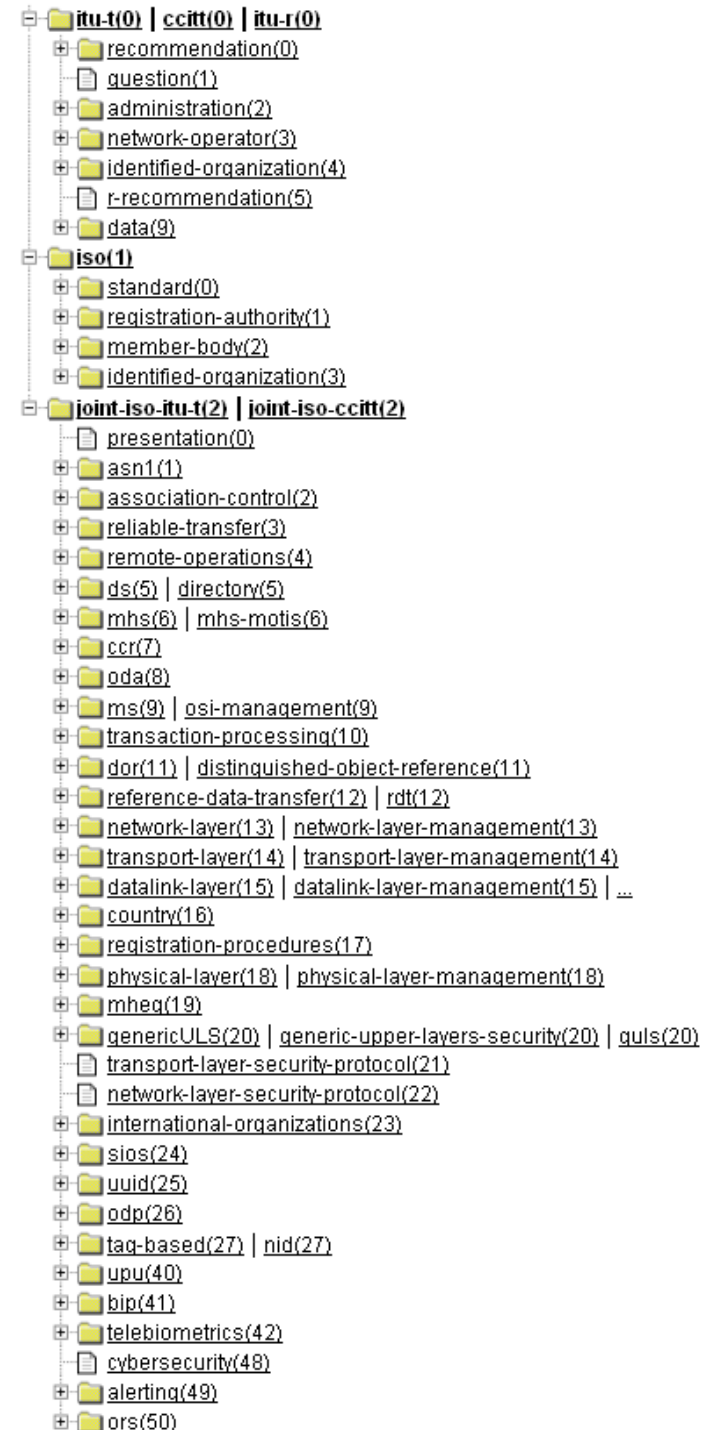 itu-t(0) | ccitt(0) | itu-r(0)
recommendation(0)
question(1)
administration(2)
network-operator(3)
identified-organization(4)
r-recommendation(5)
data(9)
iso(1)
standard(0)
registration-authority(1)
member-body(2)
identified-organization(3)
joint-iso-itu-t(2) | joint-iso-ccitt(2)
presentation(0)
asn1(1)
association-control(2)
reliable-transfer(3)
remote-operations(4)
ds(5) | directory(5)
mhs(6) | mhs-motis(6)
ccr(7)
oda(8)
ms(9) | osi-management(9)
transaction-processing(10)
dor(11) | distinguished-object-reference(11)
reference-data-transfer(12) | rdt(12)
network-layer(13) | network-layer-management(13)
transport-layer(14) | transport-layer-management(14)
datalink-layer(15) | datalink-layer-management(15) | ...
country(16)
registration-procedures(17)
physical-layer(18) | physical-layer-management(18)
mheg(19)
genericULS(20) | generic-upper-layers-security(20) | guls(20)
transport-layer-security-protocol(21)
network-layer-security-protocol(22)
international-organizations(23)
sios(24)
uuid(25)
odp(26)
tag-based(27) | nid(27)
upu(40)
bip(41)
telebiometrics(42)
cybersecurity(48)
alerting(49)
ors(50)